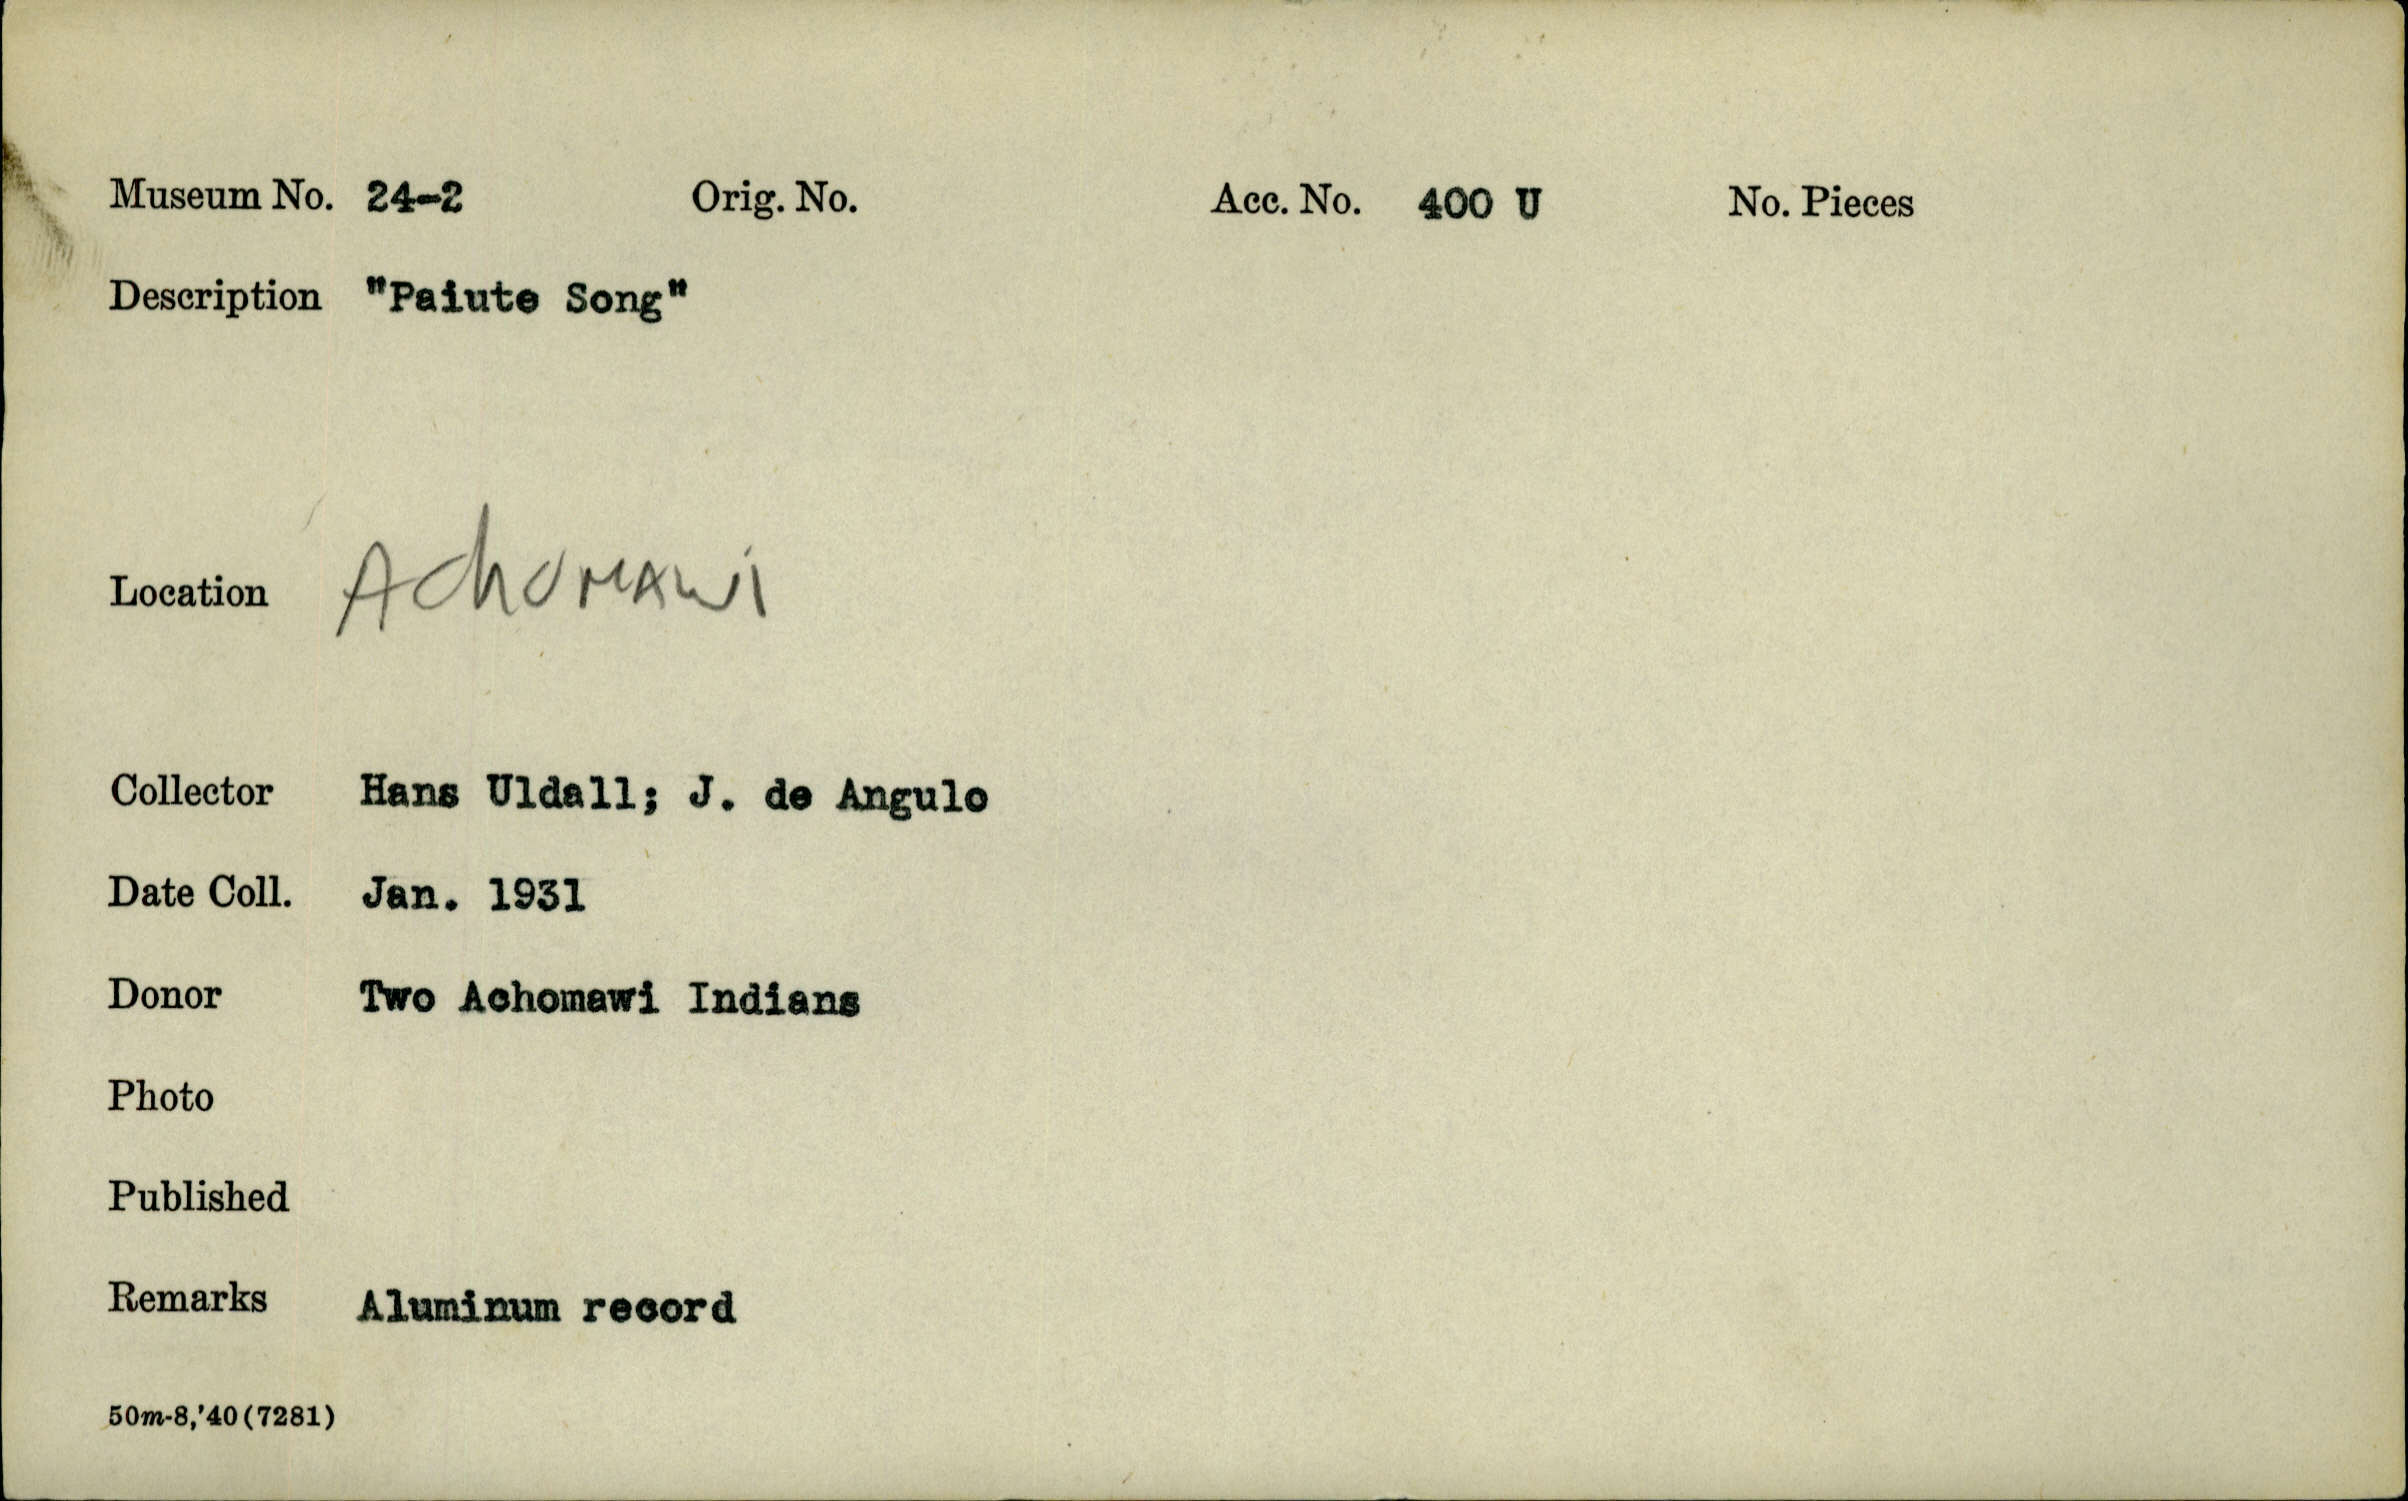 Museum No. 24-2 Orig. No. Acc. No. 400 U No. Pieces
Description "Paiute Song"
Location Achomawi
Collector Hans Uldall; J. de Angulo
Date Coll. Jan. 1931
Donor Two Achomawi Indians
Photo
Published
Remarks Aluminum record
50m-8,'40(7281)